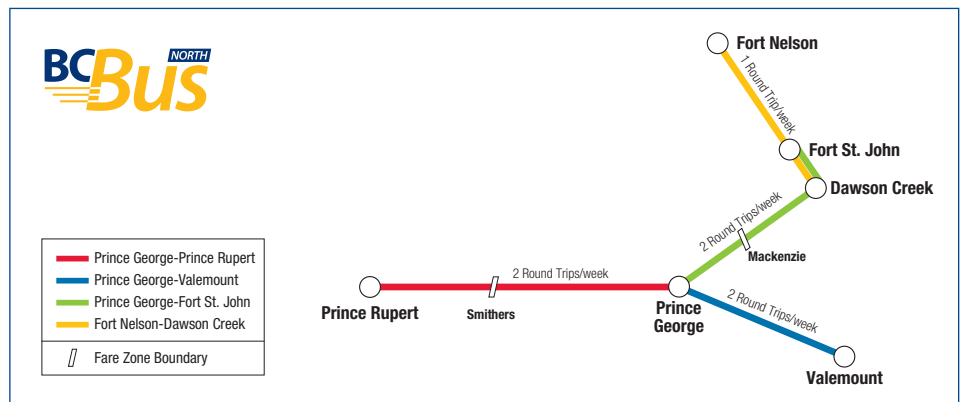 BC Bus NORTH
Fort Nelson
1 Round Trip/week
Fort St. John
Dawson Creek
2 Round Trips/week
Mackenzie
Prince George-Prince Rupert
Prince George-Valemount
Prince George-Fort St. John
Fort Nelson-Dawson Creek
Fare Zone Boundary
2 Round Trips/week
Prince Rupert
Smithers
Prince
George
2 Round Trips/week
Valemount